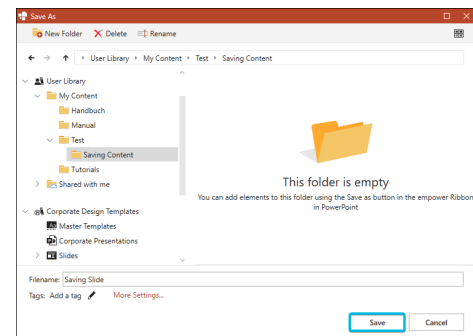 Save As
New Folder Delete Rename
User Library My Content Test Saving Content
User Library
My Content
Handbuch
Manual
Test
Saving Content
Tutorials
Shared with me
Corporate Design Templates
Master Templates
Corporate Presentations
Slides
This folder is empty
You can add elements to this folder using the Save as button in the empower Ribbon
in PowerPoint
Filename: Saving Slide
Tags: Add a tag More Settings...
Save Cancel